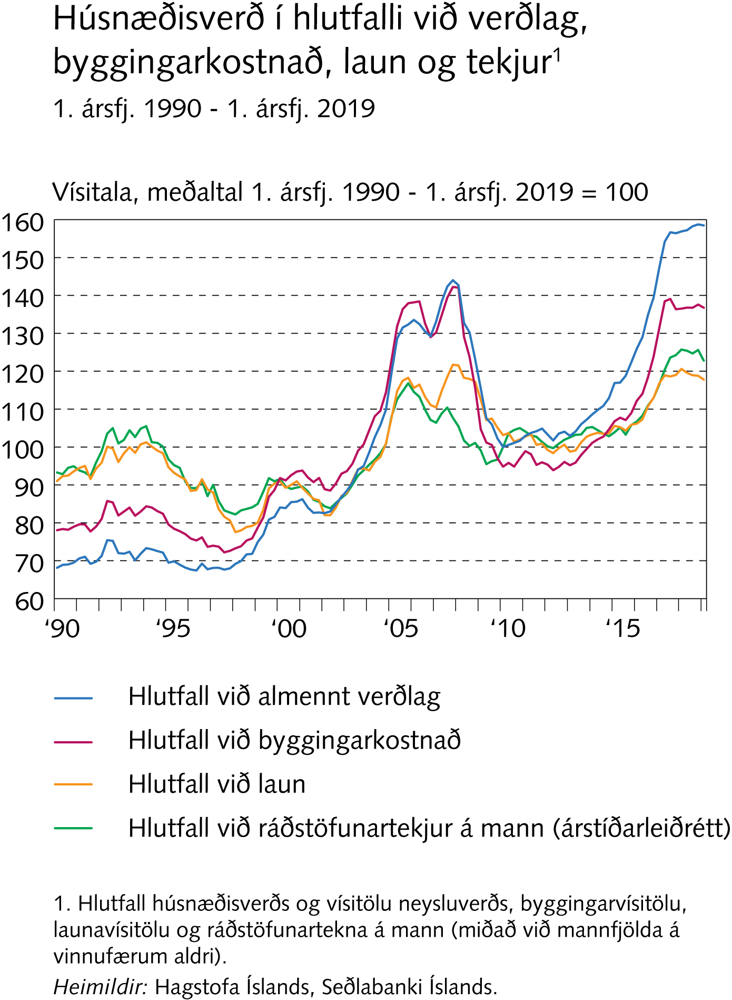 Húsnæðisverð í hlutfalli við verðlag,
byggingarkostnað, laun og tekjur¹
1. ársfj. 1990 - 1. ársfj. 2019
Vísitala, meðaltal 1. ársfj. 1990 - 1. ársfj. 2019 = 100
160
150
140
130
120
110
100
90
80
70
60
‘90 ‘95 ‘00 ‘05 ‘10 ‘15
Hlutfall við almennt verðlag
Hlutfall við byggingarkostnað
Hlutfall við laun
Hlutfall við ráðstöfunartekjur á mann (árstíðarleiðrétt)
1. Hlutfall húsnæðisverðs og vísitölu neysluverðs, byggingarvísitölu,
launavísitölu og ráðstöfunartekna á mann (miðað við mannfjölda á
vinnufærum aldri).
Heimildir: Hagstofa Íslands, Seðlabanki Íslands.